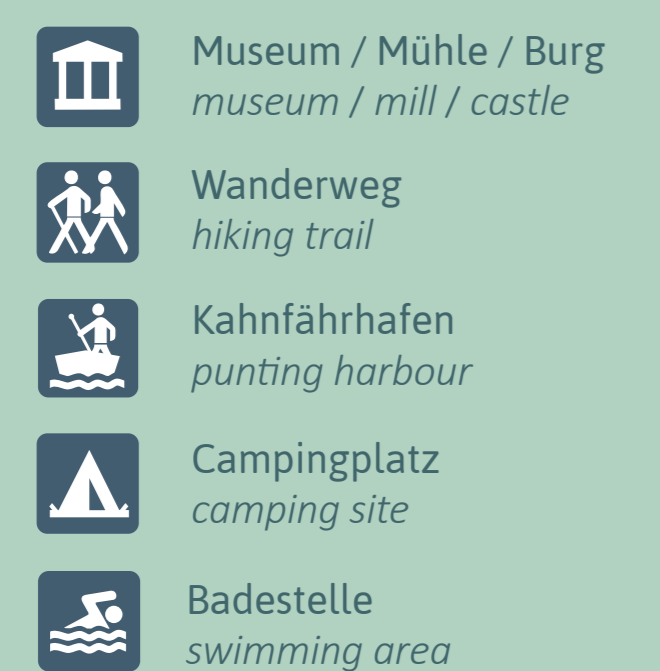 Museum / Mühle / Burg
museum / mill / castle
Wanderweg
hiking trail
Kahnfährhafen
punting harbour
Campingplatz
camping site
Badestelle
swimming area